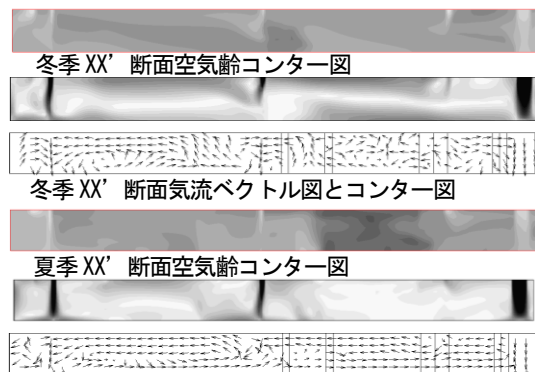 冬季 XX’ 断面空気齢コンター図
冬季 XX’ 断面気流ベクトル図とコンター図
夏季 XX’ 断面空気齢コンター図